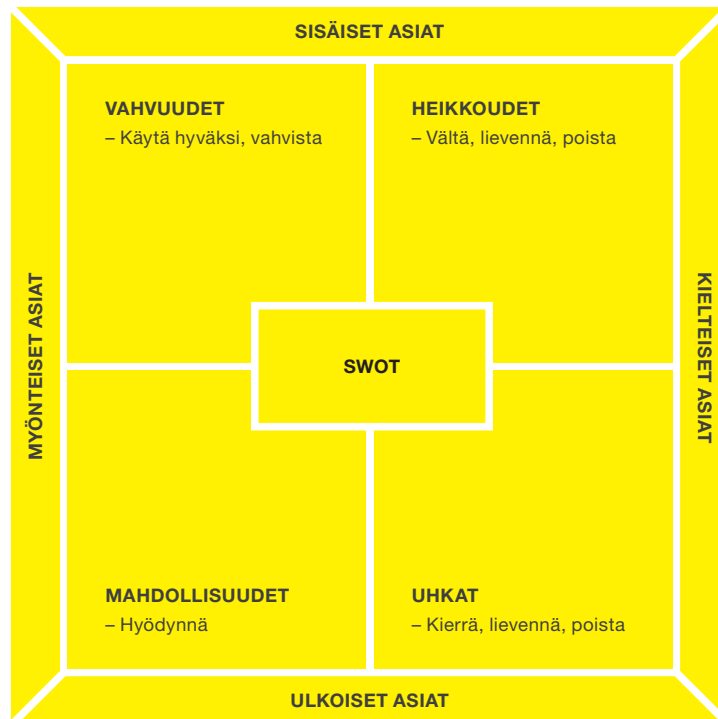 SISÄISET ASIAT
VAHVUUDET
– Käytä hyväksi, vahvista
HEIKKOUDET
– Vältä, lievennä, poista
MYÖNTEISET ASIAT
SWOT
KIELTEISET ASIAT
MAHDOLLISUUDET
– Hyödynnä
UHKAT
– Kierrä, lievennä, poista
ULKOISET ASIAT